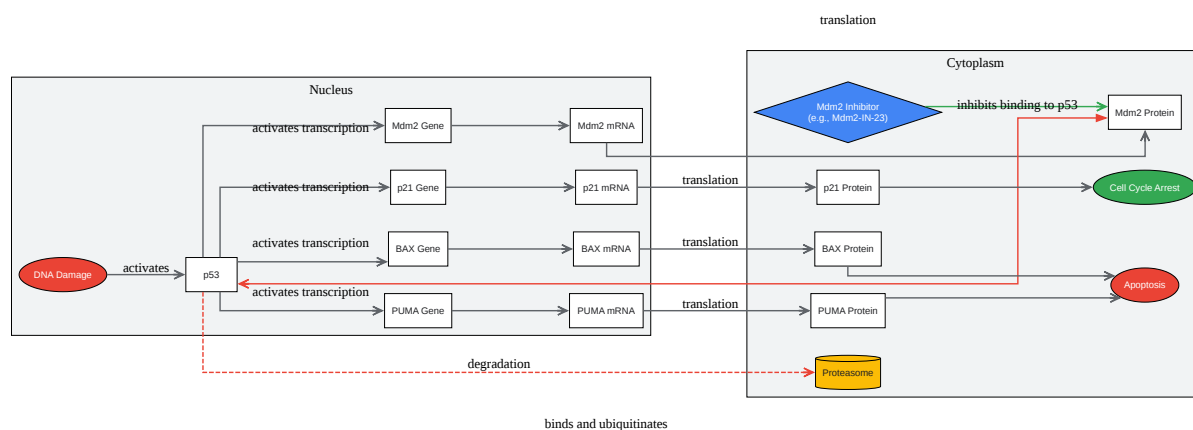 translation
Cytoplasm
Nucleus
Mdm2 Inhibitor
(e.g., Mdm2-IN-23)
inhibits binding to p53
Mdm2 Protein
activates transcription
Mdm2 Gene
Mdm2 mRNA
activates transcription
p21 Gene
p21 mRNA
translation
p21 Protein
Cell Cycle Arrest
activates transcription
BAX Gene
BAX mRNA
translation
BAX Protein
DNA Damage
activates
p53
Apoptosis
activates transcription
PUMA Gene
PUMA mRNA
translation
PUMA Protein
degradation
Proteasome
binds and ubiquitinates